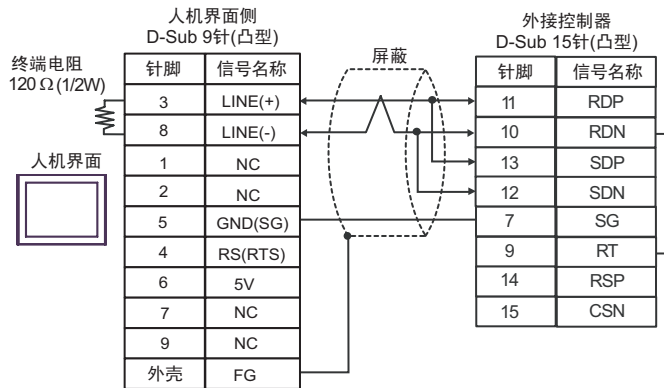 人机界面侧
D-Sub 9针(凸型)
外接控制器
D-Sub 15针(凸型)
屏蔽
终端电阻
120 Ω (1/2W)
人机界面
针脚 信号名称
3 LINE(+)
8 LINE(-)
1 NC
2 NC
5 GND(SG)
4 RS(RTS)
6 5V
7 NC
9 NC
外壳 FG
针脚 信号名称
11 RDP
10 RDN
13 SDP
12 SDN
7 SG
9 RT
14 RSP
15 CSN